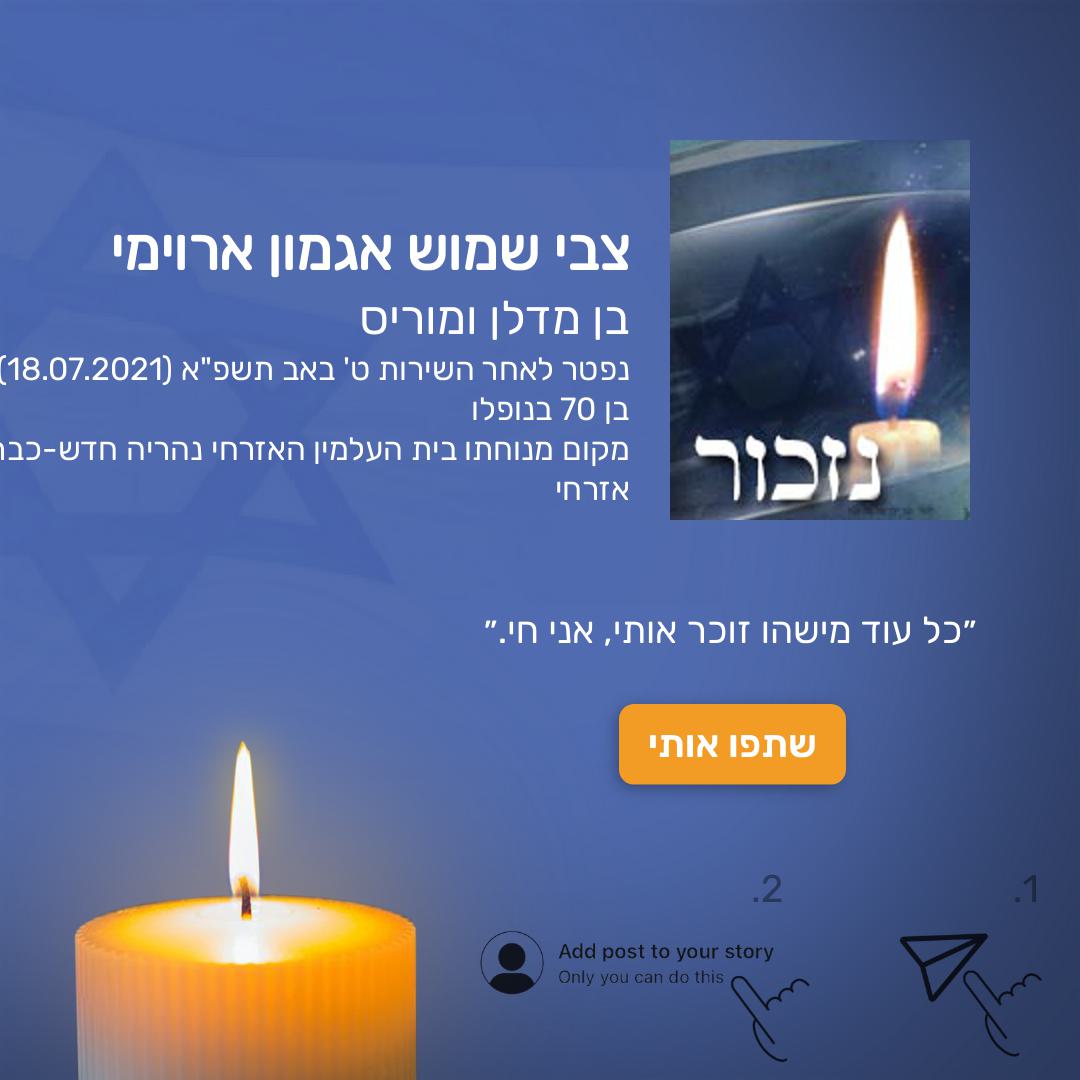 צבי שמוש אגמון ארוימי
בן מדלן ומוריס
נפטר לאחר השירות ט' באב תשפ"א (18.07.2021)
בן 70 בנופלו
מקום מנוחתו בית העלמין האזרחי נהריה חדש-כברי
אזרחי
נזכור
״כל עוד מישהו זוכר אותי, אני חי.״
שתפו אותי
1.
2.
Add post to your story
Only you can do this